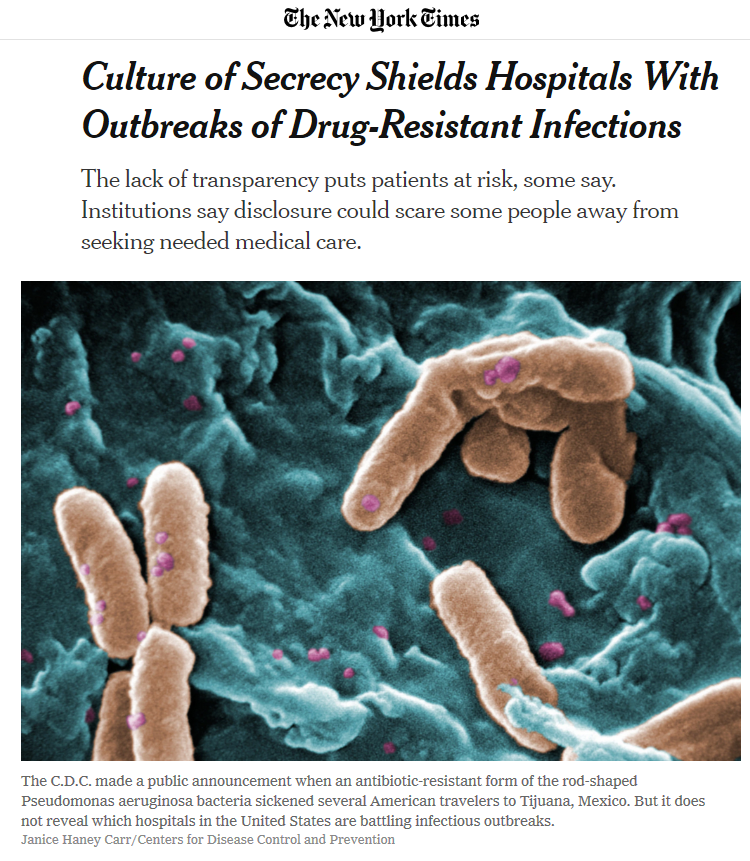 The New York Times
Culture of Secrecy Shields Hospitals With
Outbreaks of Drug-Resistant Infections
The lack of transparency puts patients at risk, some say.
Institutions say disclosure could scare some people away from
seeking needed medical care.
The C.D.C. made a public announcement when an antibiotic-resistant form of the rod-shaped
Pseudomonas aeruginosa bacteria sickened several American travelers to Tijuana, Mexico. But it does
not reveal which hospitals in the United States are battling infectious outbreaks.
Janice Haney Carr/Centers for Disease Control and Prevention